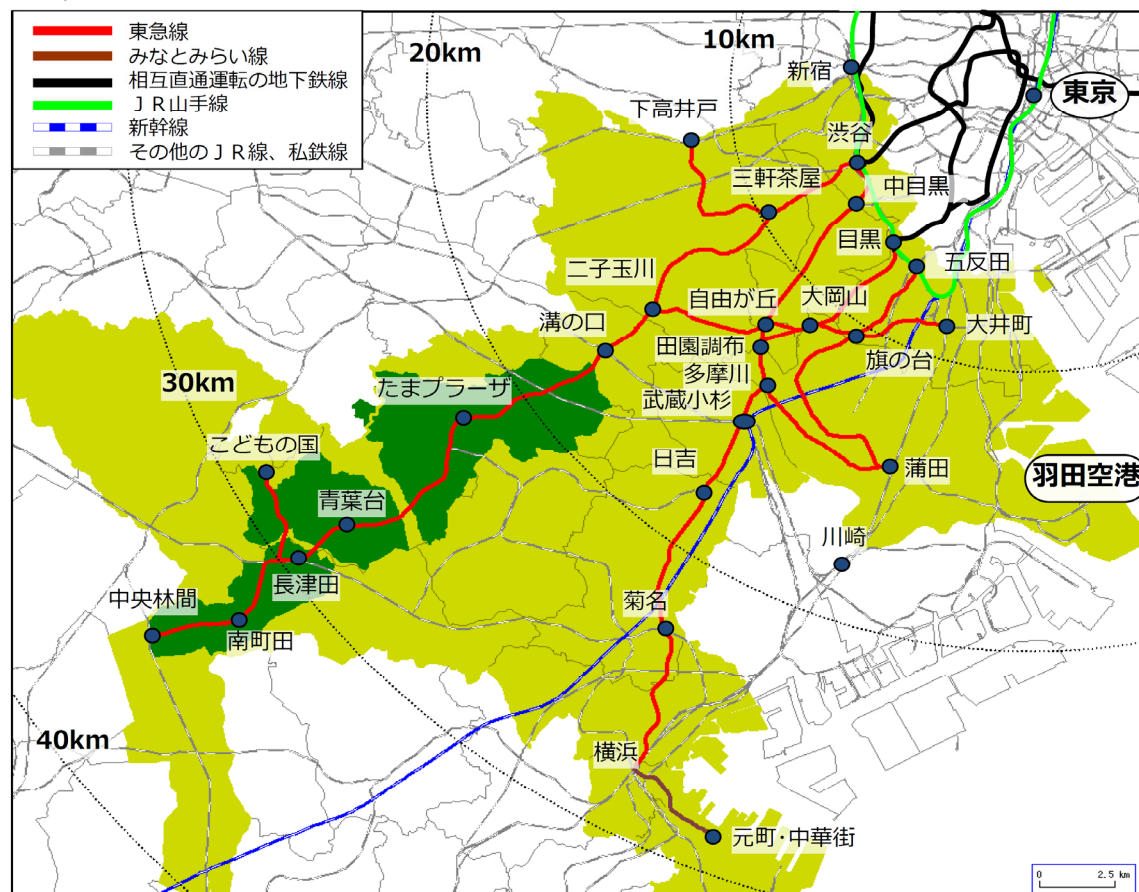 東急線
みなとみらい線
相互直通運転の地下鉄線
ＪＲ山手線
新幹線
その他のＪＲ線、私鉄線
20km
10km
新宿
東京
下高井戸
渋谷
三軒茶屋
中目黒
目黒
二子玉川
五反田
自由が丘
大岡山
溝の口
大井町
田園調布
旗の台
30km
たまプラーザ
多摩川
武蔵小杉
こどもの国
日吉
蒲田
羽田空港
青葉台
川崎
長津田
中央林間
菊名
南町田
40km
横浜
元町・中華街
0
2.5 km